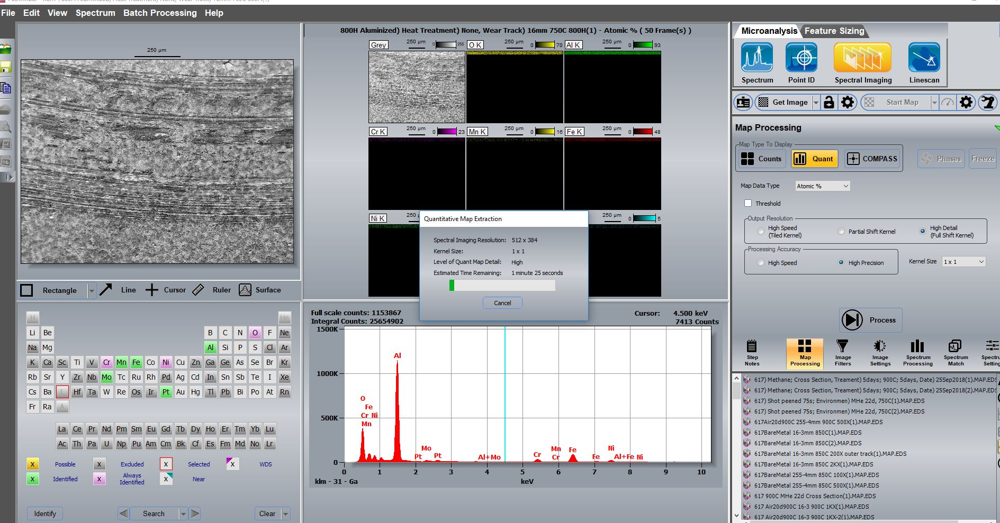 File Edit View Spectrum Batch Processing Help
250 µm
800H Aluminized) Heat Treatment) None, Wear Track) 16mm 750C 800H(1) - Atomic % ( 50 Frame(s) )
Grey 250 µm 0 255 O K 250 µm 0 70 Al K 250 µm 0 93
Cr K 250 µm 0 23 Mn K 250 µm 0 16 Fe K 250 µm 0 48
Ni K 250 µ 250 µm 0 5
Quantitative Map Extraction
Spectral Imaging Resolution: 512 x 384
Kernel Size: 1 x 1
Level of Quant Map Detail: High
Estimated Time Remaining: 1 minute 25 seconds
Cancel
Rectangle Line Cursor Ruler Surface
H He
Li Be B C N O F Ne
Na Mg Al Si P S Cl Ar
K Ca Sc Ti V Cr Mn Fe Co Ni Cu Zn Ga Ge As Se Br Kr
Rb Sr Y Zr Nb Mo Tc Ru Rh Pd Ag Cd In Sn Sb Te I Xe
Cs Ba L Hf Ta W Re Os Ir Pt Au Hg Tl Pb Bi Po At Rn
Fr Ra A
La Ce Pr Nd Pm Sm Eu Gd Tb Dy Ho Er Tm Yb Lu
Ac Th Pa U Np Pu Am Cm Bk Cf Es Fm Md No Lr
X Possible X Excluded X Selected X WDS
X Identified X Always Identified X Near
Identify Search Clear
Full scale counts: 1153867
Integral Counts: 25654902
Cursor: 4.500 keV
7413 Counts
1500K
1000K
500K
0
Al
O
Fe
Cr Ni
Mn
Pt
Mo
Pt
Al+Mo
Cr
Mn
Cr
Fe
Fe
Ni
Al+Fe Ni
0 1 2 3 4 5 6 7 8 9 10
klm - 31 - Ga
keV
Microanalysis Feature Sizing
Spectrum Point ID Spectral Imaging Linescan
Get Image Start Map
Map Processing
Map Type To Display
Counts Quant COMPASS Phases Freeze
Map Data Type Atomic %
Threshold
Output Resolution
High Speed (Tiled Kernel) Partial Shift Kernel High Detail (Full Shift Kernel)
Processing Accuracy
High Speed High Precision Kernel Size 1 x 1
Process
Step Notes Map Processing Image Filters Image Settings Spectrum Processing Spectrum Match Spectru Setting
617) Methane; Cross Section, Treament) 5days; 900C; 5days, Date) 25Sep2018(1).MAP.EDS
617) Methane; Cross Section, Treament) 5days; 900C; 5days, Date) 25Sep2018(2).MAP.EDS
617) Shot peened 75s; Environmen) MHe 22d, 750C(1).MAP.EDS
617) Shot peened 75s; Environmen) MHe 22d, 750C(2).MAP.EDS
617Air20d900C 255-4mm 900C 500X(1).MAP.EDS
617BareMetal 16-3mm 850C(1).MAP.EDS
617BareMetal 16-3mm 850C(2).MAP.EDS
617BareMetal 16-3mm 850C 200X outer track(1).MAP.EDS
617BareMetal 16-3mm 850C 2KX(1).MAP.EDS
617BareMetal 255-4mm 850C 100X(1).MAP.EDS
617BareMetal 255-4mm 850C 500X(1).MAP.EDS
617 900C MHe 22d Cross Section(1).MAP.EDS
617 Air20d900C 16-3 900C 1KX(1).MAP.EDS
617 Air20d900C 16-3 900C 1KX-2(1).MAP.EDS